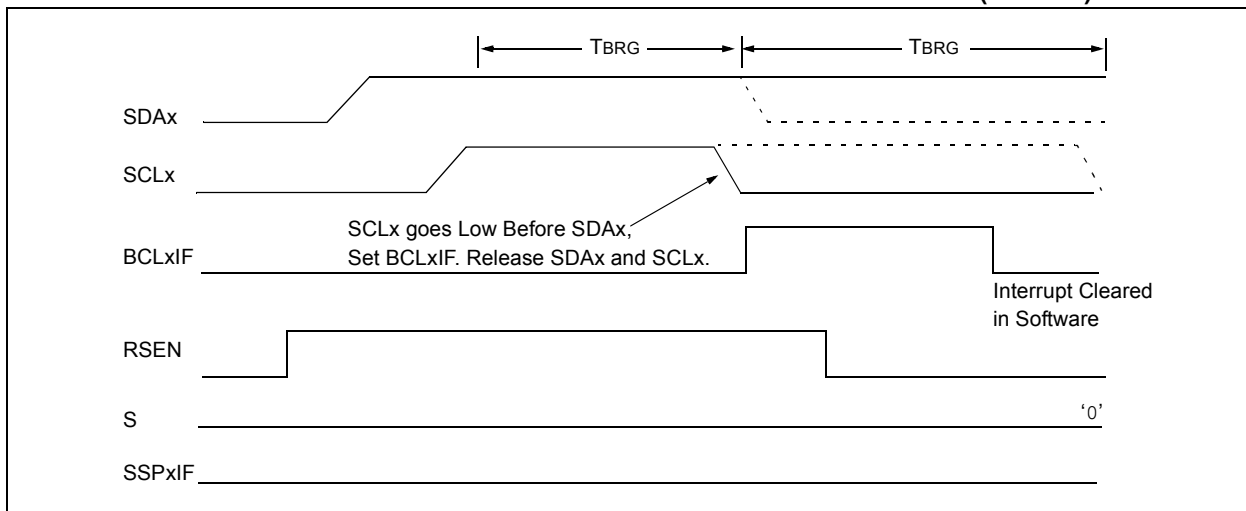 TBRG
TBRG
SDAx
SCLx
SCLx goes Low Before SDAx,
Set BCLxIF. Release SDAx and SCLx.
BCLxIF
Interrupt Cleared
in Software
RSEN
S
‘0’
SSPxIF